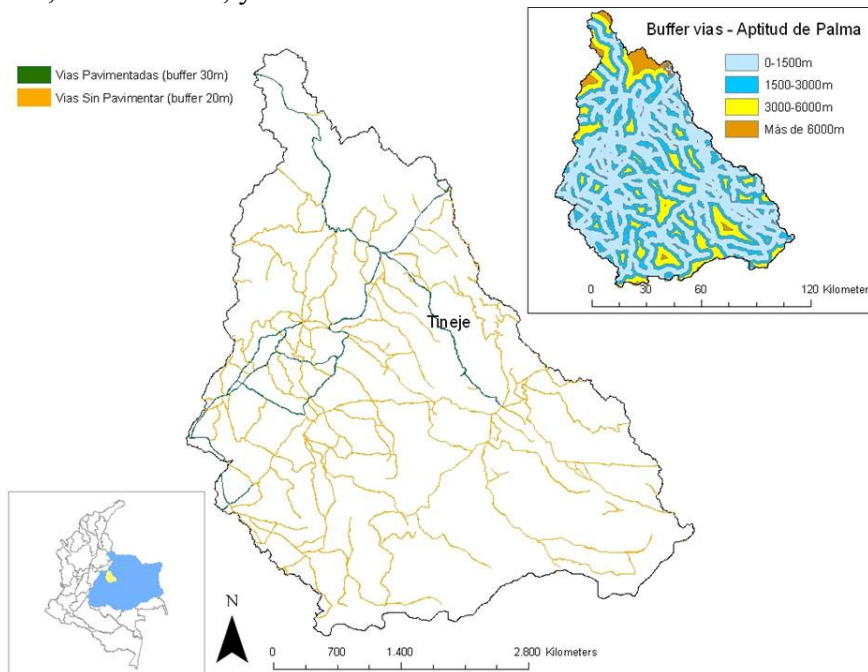 Buffer vias - Aptitud de Palma
0-1500m
1500-3000m
3000-6000m
Más de 6000m
0 30 60 120 Kilometers
Vias Pavimentadas (buffer 30m)
Vias Sin Pavimentar (buffer 20m)
Tineje
N
0 700 1.400 2.800 Kilometers